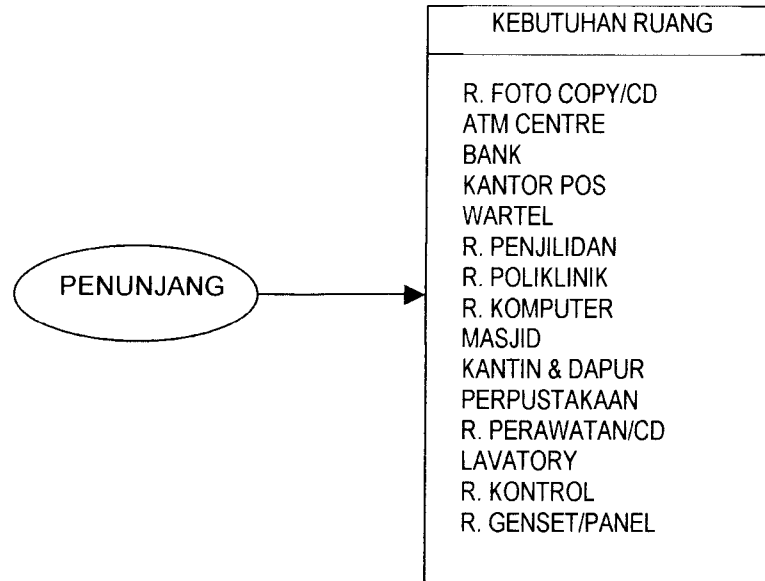 KEBUTUHAN RUANG
R. FOTO COPY/CD
ATM CENTRE
BANK
KANTOR POS
WARTEL
R. PENJILIDAN
R. POLIKLINIK
R. KOMPUTER
MASJID
KANTIN & DAPUR
PERPUSTAKAAN
R. PERAWATAN/CD
LAVATORY
R. KONTROL
R. GENSET/PANEL
PENUNJANG